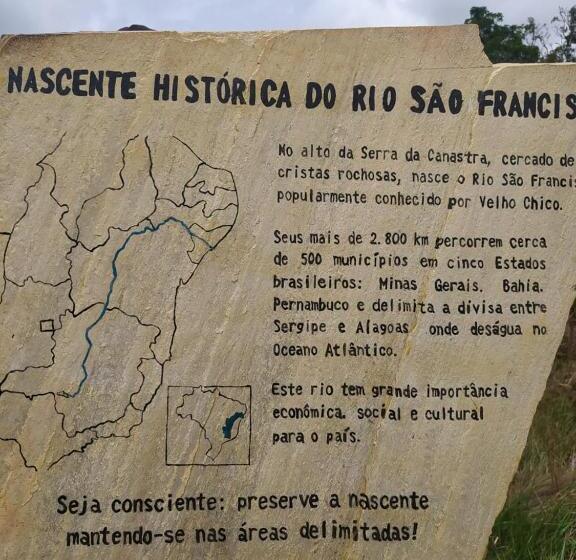 NASCENTE HISTÓRICA DO RIO SÃO FRANCIS
No alto da Serra da Canastra, cercado de
cristas rochosas, nasce o Rio São Francis
popularmente conhecido por Velho Chico.
Seus mais de 2.800 km percorrem cerca
de 500 municípios em cinco Estados
brasileiros: Minas Gerais, Bahia,
Pernambuco e delimita a divisa entre
Sergipe e Alagoas onde deságua no
Oceano Atlântico.
Este rio tem grande importância
econômica, social e cultural
para o país.
Seja consciente: preserve a nascente
mantendo-se nas áreas delimitadas!